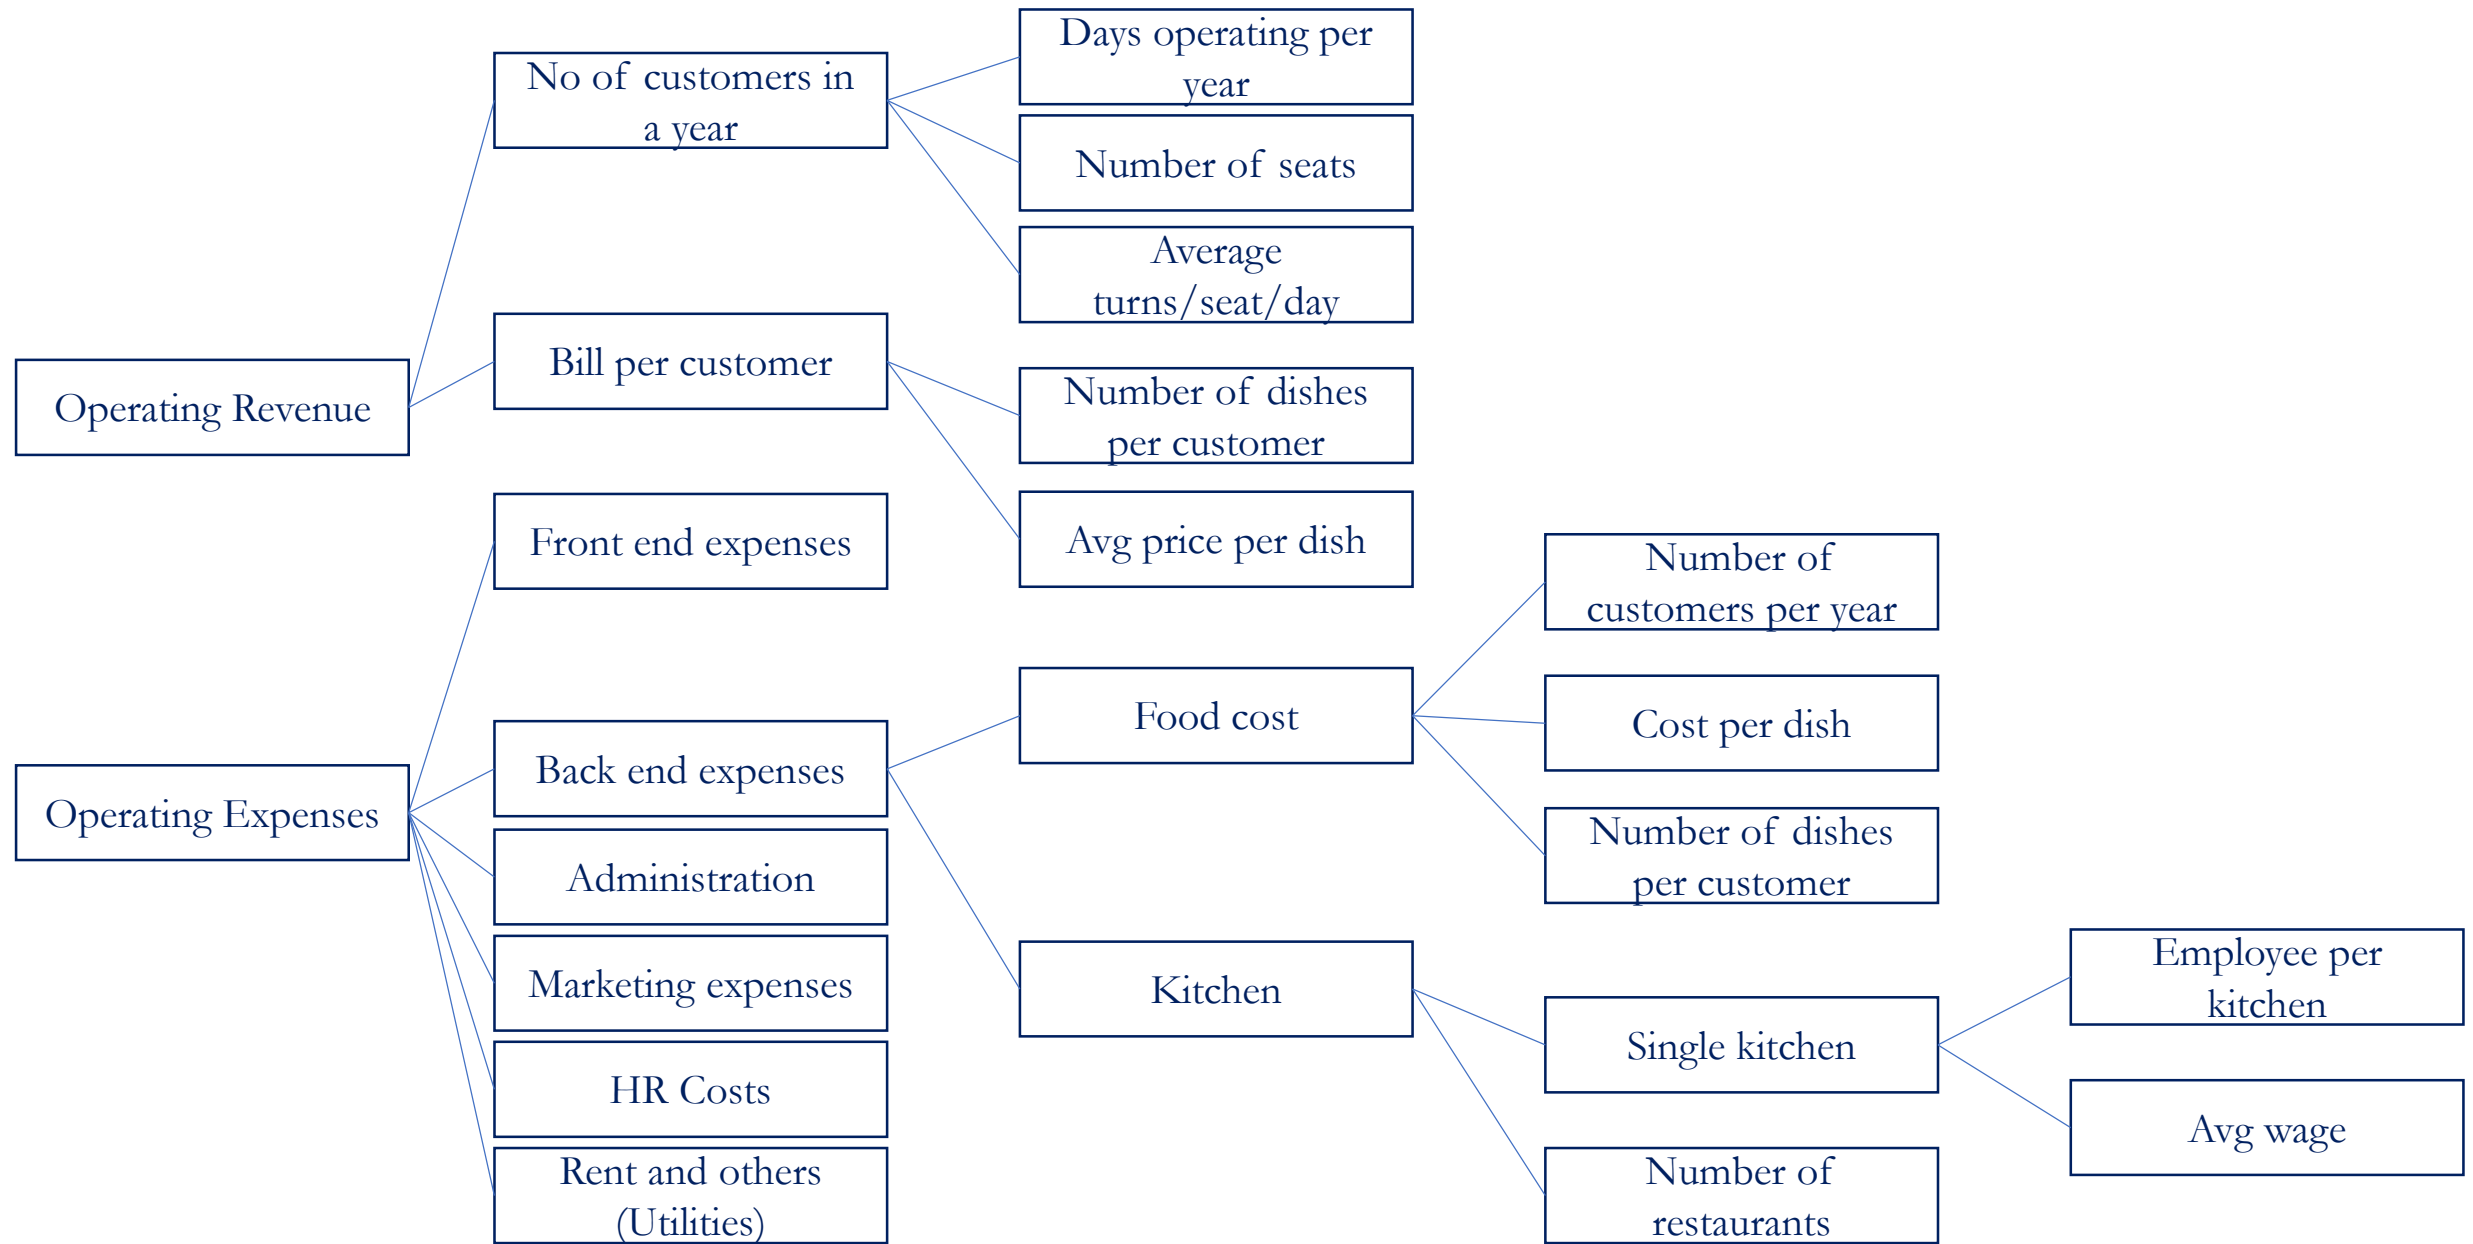 Operating Revenue
No of customers in
a year
Days operating per
year
Number of seats
Average
turns/seat/day
Bill per customer
Number of dishes
per customer
Avg price per dish
Operating Expenses
Front end expenses
Back end expenses
Food cost
Number of
customers per year
Cost per dish
Number of dishes
per customer
Kitchen
Single kitchen
Employee per
kitchen
Avg wage
Number of
restaurants
Administration
Marketing expenses
HR Costs
Rent and others
(Utilities)